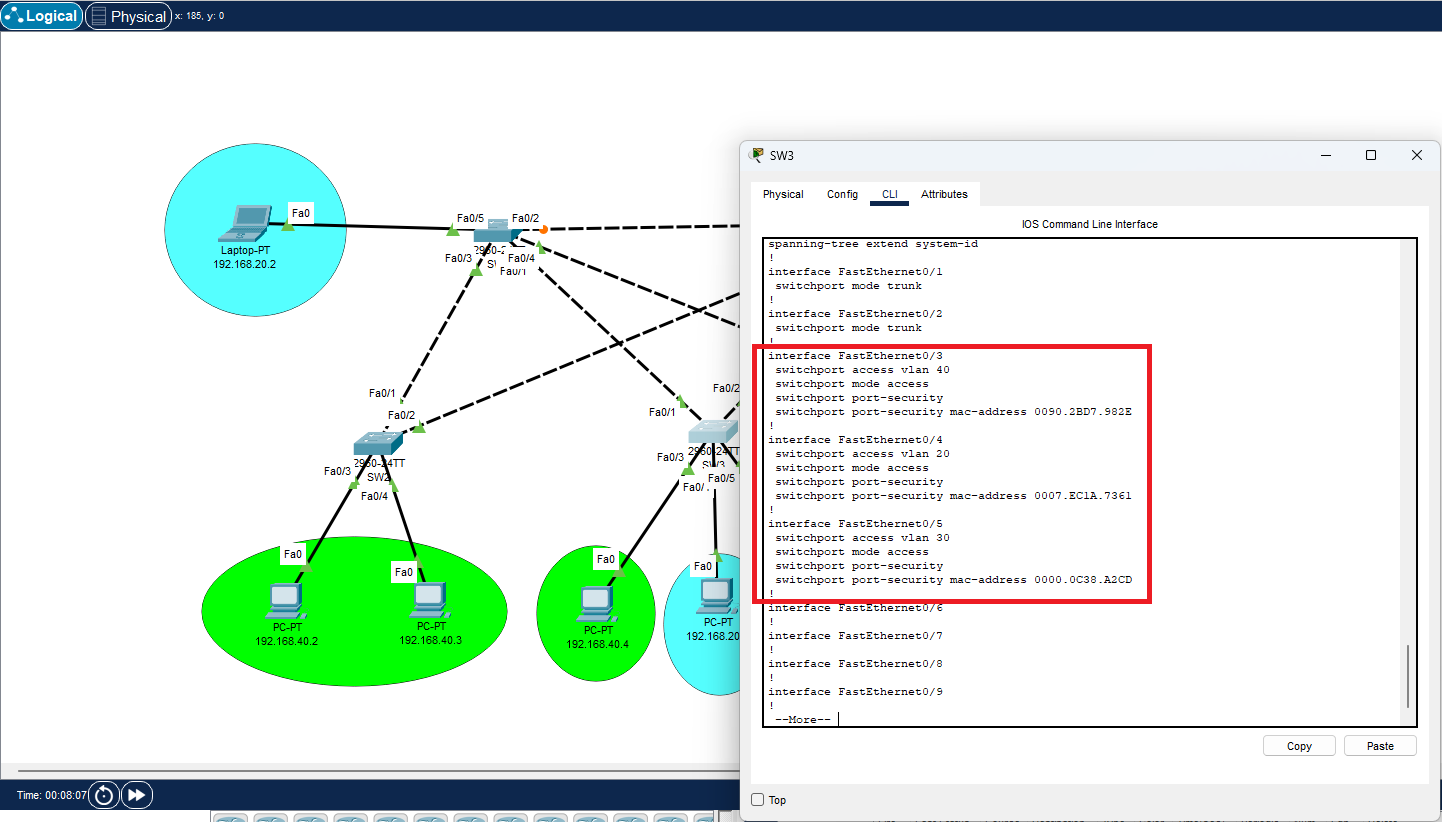 Logical Physical x: 185, y: 0
Fa0
Laptop-PT
192.168.20.2
Fa0/5 Fa0/2
Fa0/3 Fa0/4
Fa0/1
Fa0/1
Fa0/2
2960-24TT
SW2
Fa0/3
Fa0/4
Fa0
Fa0
PC-PT
192.168.40.2
PC-PT
192.168.40.3
Fa0/2
Fa0/1
2960-24TT
SW3
Fa0/3
Fa0/5
Fa0
PC-PT
192.168.40.4
Fa0
PC-PT
192.168.20
Time: 00:08:07
SW3
Physical Config CLI Attributes
IOS Command Line Interface
spanning-tree extend system-id
!
interface FastEthernet0/1
switchport mode trunk
!
interface FastEthernet0/2
switchport mode trunk
!
interface FastEthernet0/3
switchport access vlan 40
switchport mode access
switchport port-security
switchport port-security mac-address 0090.2BD7.982E
!
interface FastEthernet0/4
switchport access vlan 20
switchport mode access
switchport port-security
switchport port-security mac-address 0007.EC1A.7361
!
interface FastEthernet0/5
switchport access vlan 30
switchport mode access
switchport port-security
switchport port-security mac-address 0000.0C38.A2CD
!
interface FastEthernet0/6
!
interface FastEthernet0/7
!
interface FastEthernet0/8
!
interface FastEthernet0/9
!
--More--
Copy Paste
Top